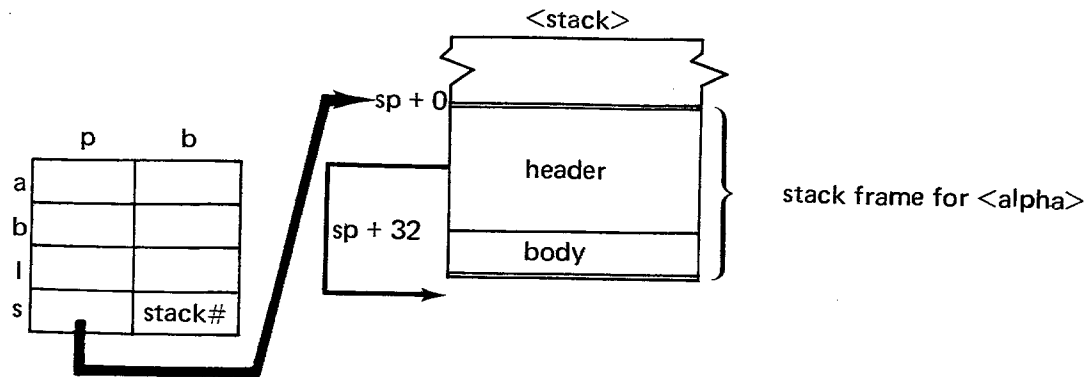 <stack>
sp + 0
p b
a
header
stack frame for <alpha>
b
sp + 32
body
l
s stack#